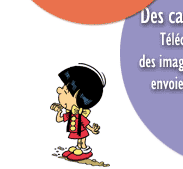 Des ca
Téléc
des imag
envoie